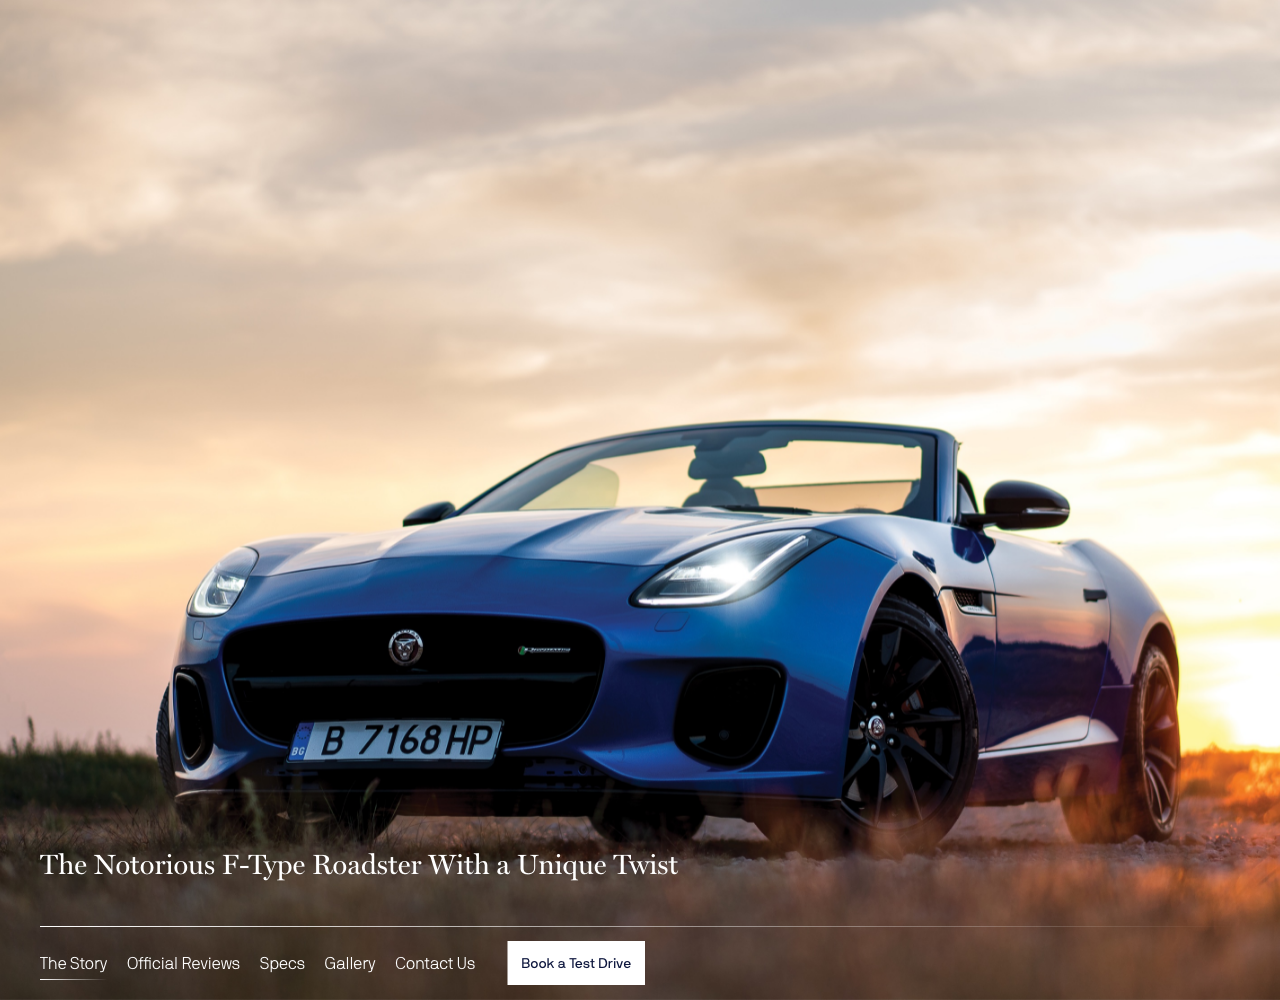 BG B 7168 HP
The Notorious F-Type Roadster With a Unique Twist
The Story Official Reviews Specs Gallery Contact Us Book a Test Drive